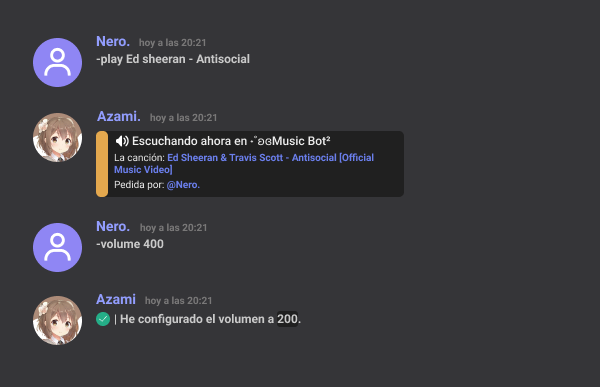 Nero. hoy a las 20:21
-play Ed sheeran - Antisocial
Azami. hoy a las 20:21
🔊 Escuchando ahora en ·˚ʚɞMusic Bot²
La canción: Ed Sheeran & Travis Scott - Antisocial [Official
Music Video]
Pedida por: @Nero.
Nero. hoy a las 20:21
-volume 400
Azami hoy a las 20:21
| He configurado el volumen a 200.